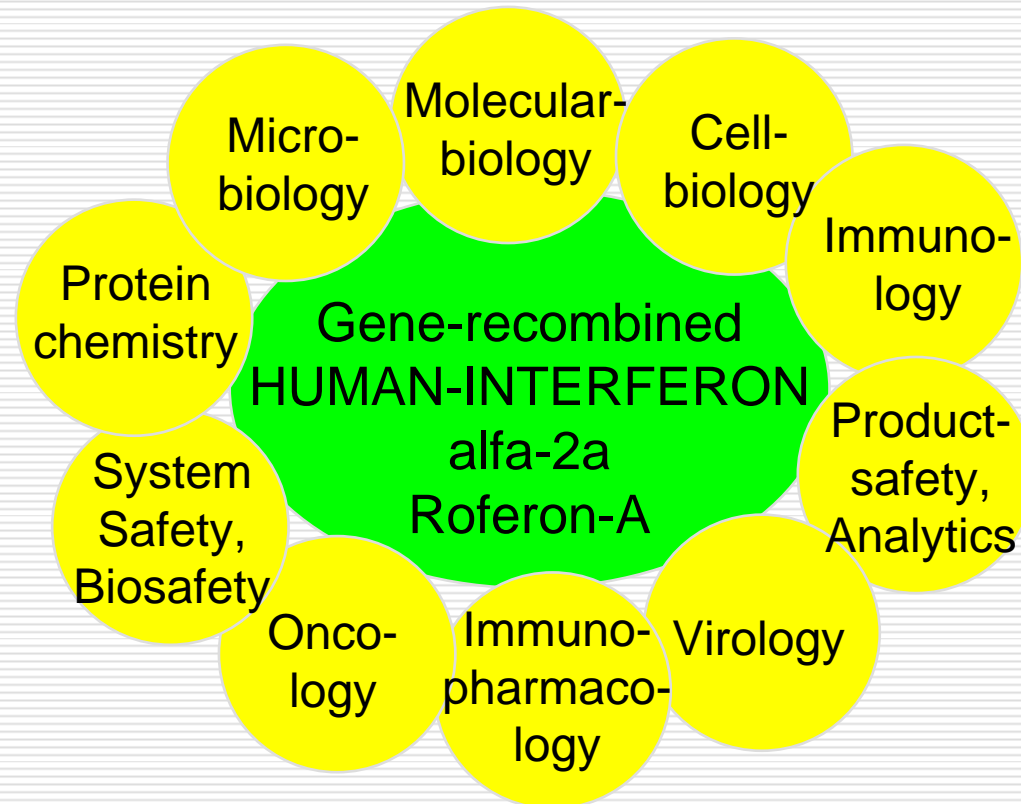 Molecular-
biology
Micro-
biology
Cell-
biology
Immuno-
logy
Protein
chemistry
Gene-recombined
HUMAN-INTERFERON
alfa-2a
Roferon-A
Product-
safety,
Analytics
System
Safety,
Biosafety
Onco-
logy
Immuno-
pharmaco-
logy
Virology